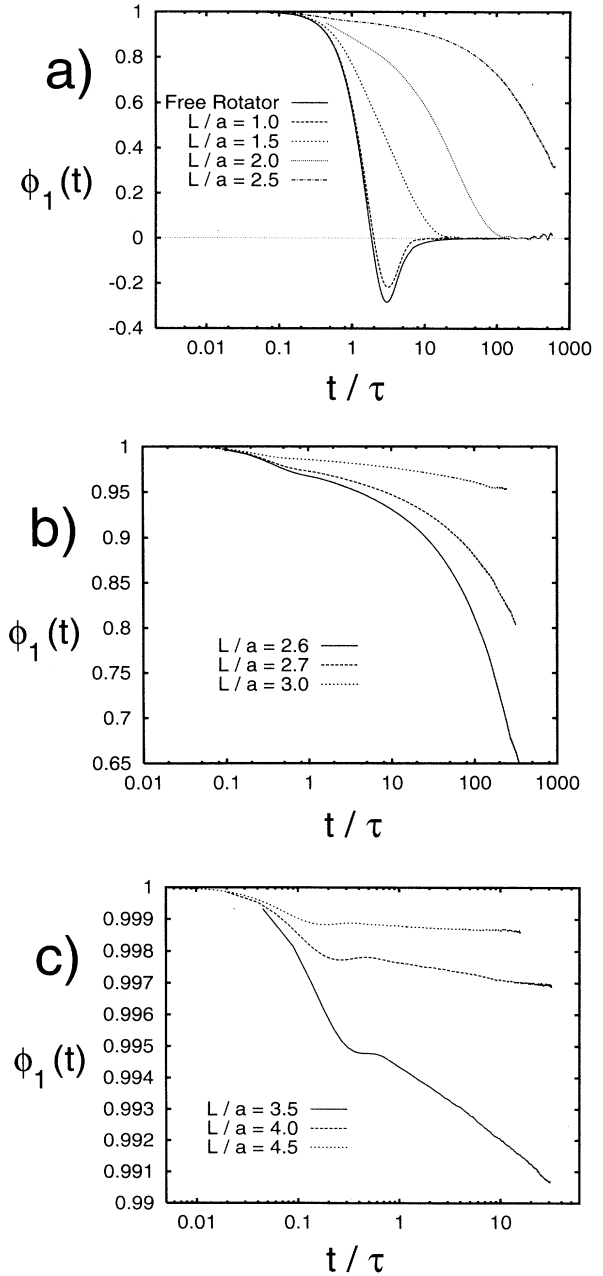 a)
1
0.8
0.6
0.4
0.2
0
-0.2
-0.4
ϕ1(t)
Free Rotator
L / a = 1.0
L / a = 1.5
L / a = 2.0
L / a = 2.5
0.01 0.1 1 10 100 1000
t / τ
b)
1
0.95
0.9
0.85
0.8
0.75
0.7
0.65
ϕ1(t)
L / a = 2.6
L / a = 2.7
L / a = 3.0
0.01 0.1 1 10 100 1000
t / τ
c)
1
0.999
0.998
0.997
0.996
0.995
0.994
0.993
0.992
0.991
0.99
ϕ1(t)
L / a = 3.5
L / a = 4.0
L / a = 4.5
0.01 0.1 1 10
t / τ